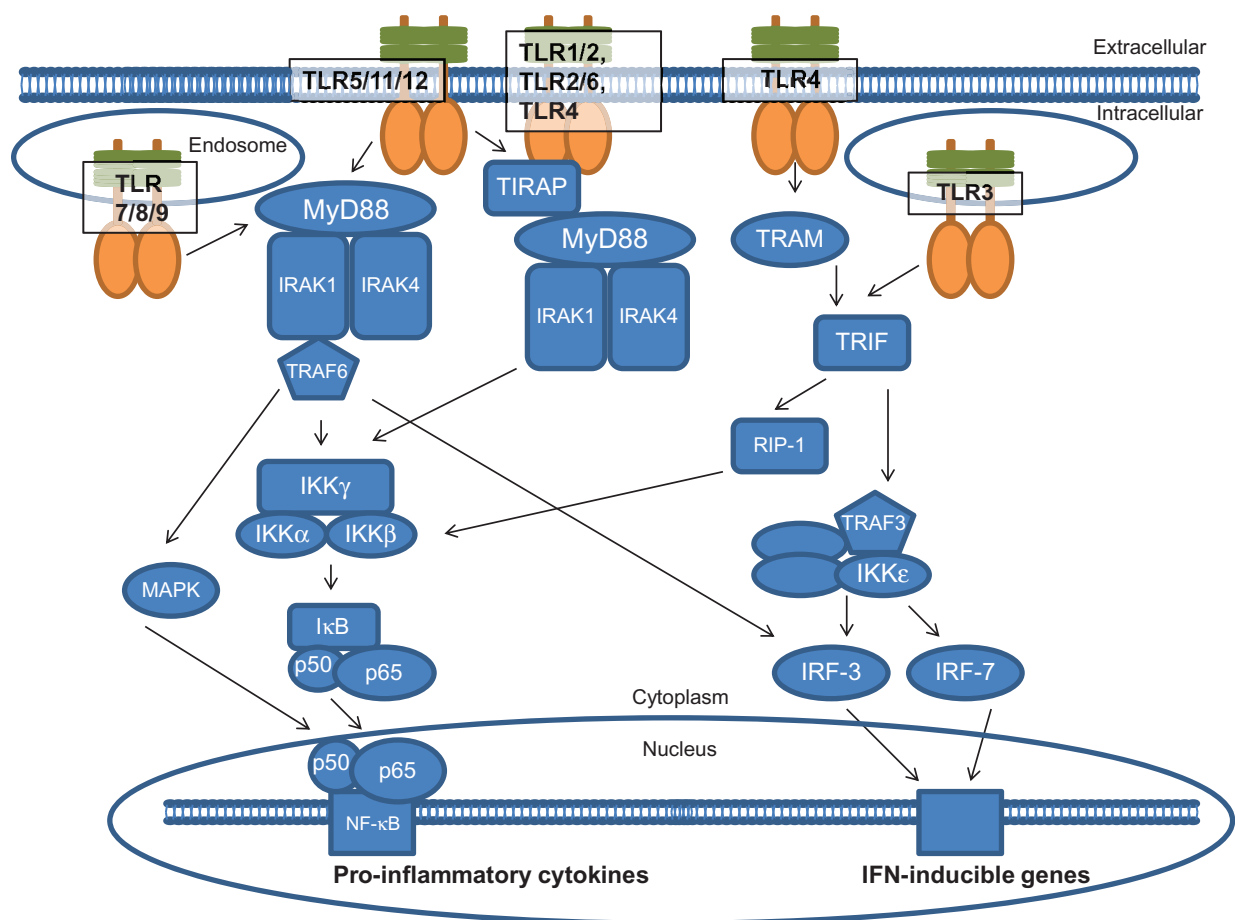 Extracellular
TLR5/11/12
TLR1/2,
TLR2/6,
TLR4
TLR4
Intracellular
Endosome
TLR
7/8/9
TLR3
TIRAP
MyD88
MyD88
TRAM
IRAK1
IRAK4
IRAK1
IRAK4
TRIF
TRAF6
RIP-1
IKKγ
IKKα
IKKβ
TRAF3
IKKε
MAPK
IκB
p50
p65
IRF-3
IRF-7
Cytoplasm
Nucleus
p50
p65
NF-κB
Pro-inflammatory cytokines
IFN-inducible genes